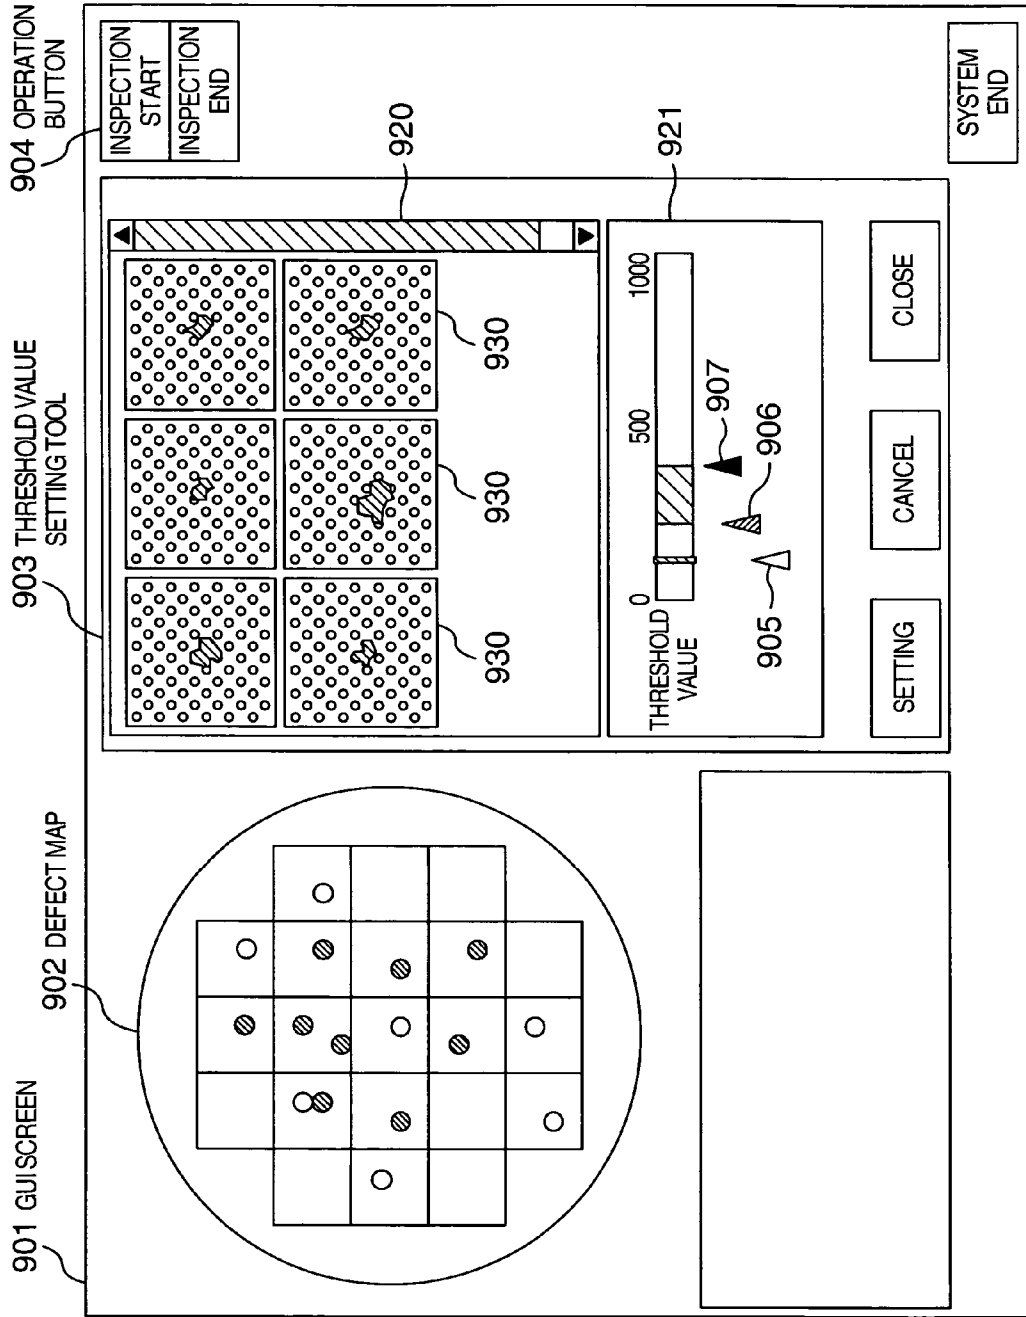 901 GUI SCREEN
902 DEFECT MAP
903 THRESHOLD VALUE
SETTING TOOL
904 OPERATION
BUTTON
INSPECTION
START
INSPECTION
END
920
930
930
930
921
THRESHOLD
VALUE
0
500
1000
905
906
907
SETTING
CANCEL
CLOSE
SYSTEM
END